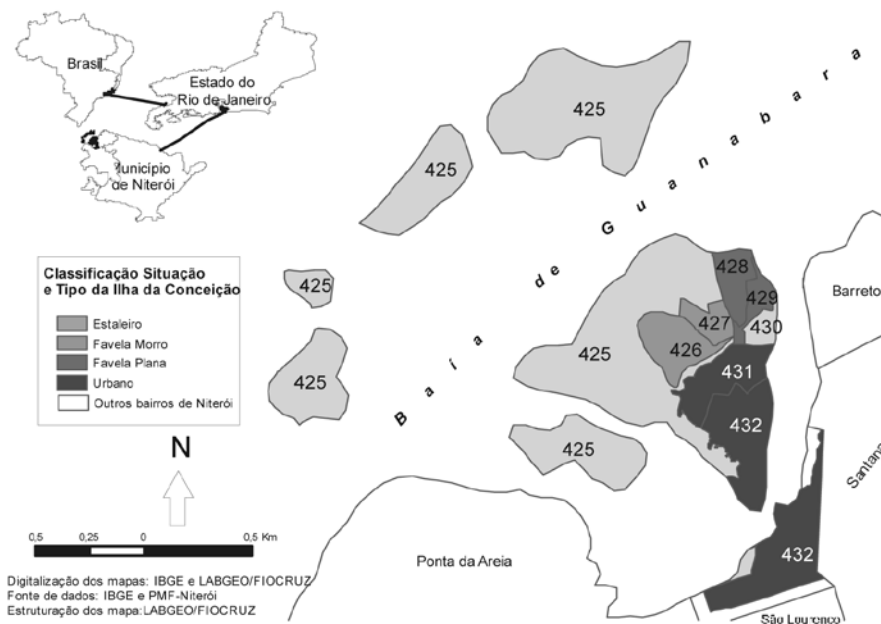 Brasil
Estado do
Rio de Janeiro
Município
de Niterói
Classificação Situação
e Tipo da Ilha da Conceição
Estaleiro
Favela Morro
Favela Plana
Urbano
Outros bairros de Niterói
N
0,5 0,25 0 0,5 Km
Digitalização dos mapas: IBGE e LABGEO/FIOCRUZ
Fonte de dados: IBGE e PMF-Niterói
Estruturação dos mapa:LABGEO/FIOCRUZ
425
425
425
425
Baía de Guanabara
428
429
427
430
426
425
431
432
425
432
Barreto
Santana
Ponta da Areia
São Lourenço